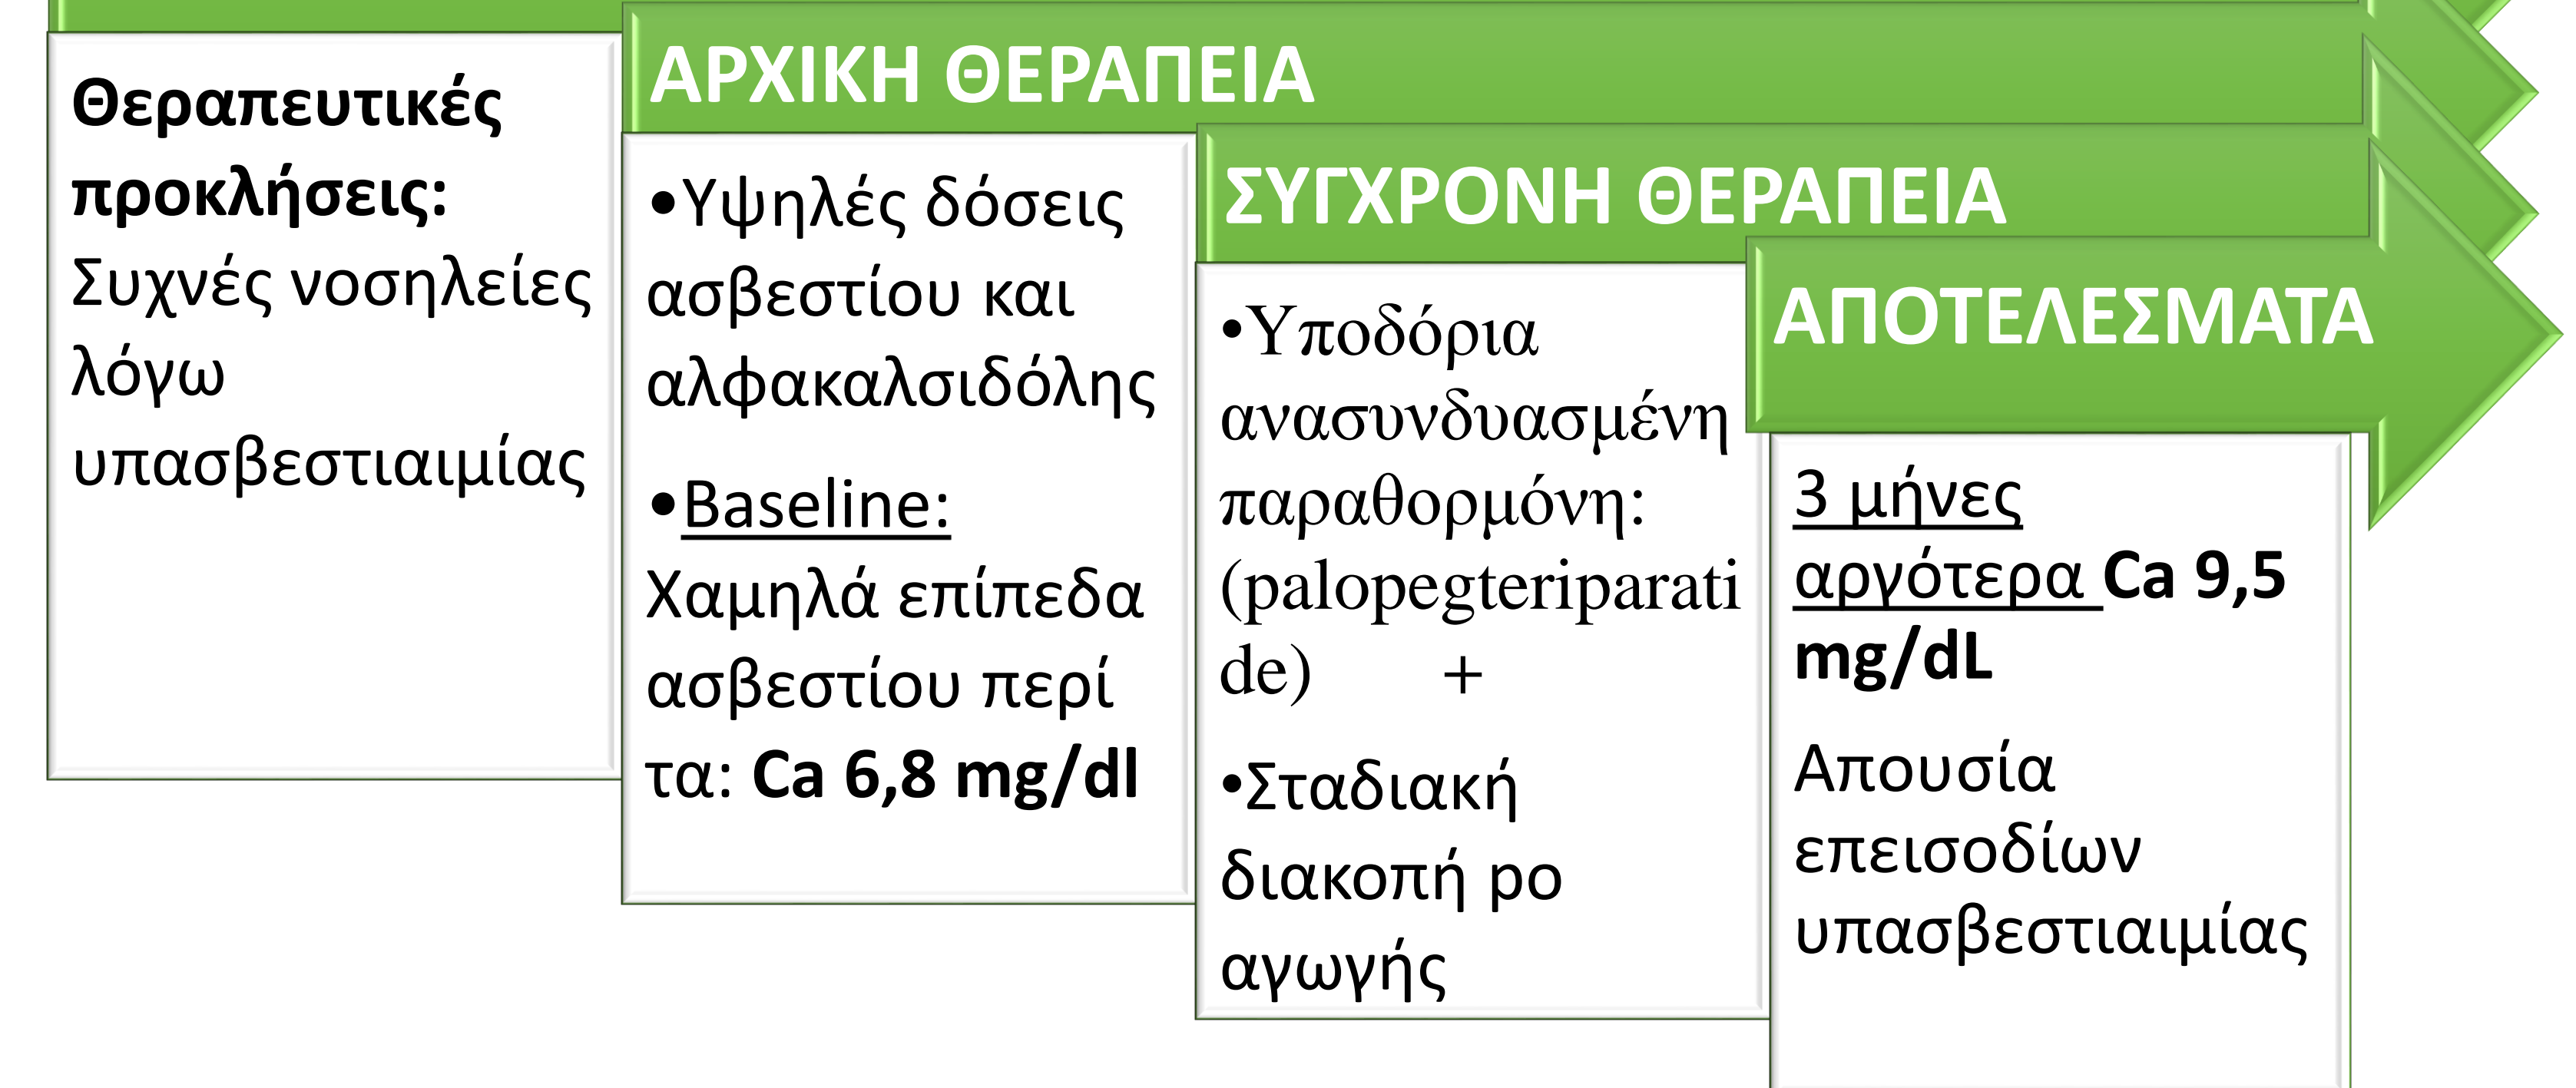 Θεραπευτικές
προκλήσεις:
Συχνές νοσηλείες
λόγω
υπασβεστιαιμίας
ΑΡΧΙΚΗ ΘΕΡΑΠΕΙΑ
•Υψηλές δόσεις
ασβεστίου και
αλφακαλσιδόλης
•Baseline:
Χαμηλά επίπεδα
ασβεστίου περί
τα: Ca 6,8 mg/dl
ΣΥΓΧΡΟΝΗ ΘΕΡΑΠΕΙΑ
•Υποδόρια
ανασυνδυασμένη
παραθορμόνη:
(palopegteriparati
de) +
•Σταδιακή
διακοπή po
αγωγής
ΑΠΟΤΕΛΕΣΜΑΤΑ
3 μήνες
αργότερα Ca 9,5
mg/dL
Απουσία
επεισοδίων
υπασβεστιαιμίας